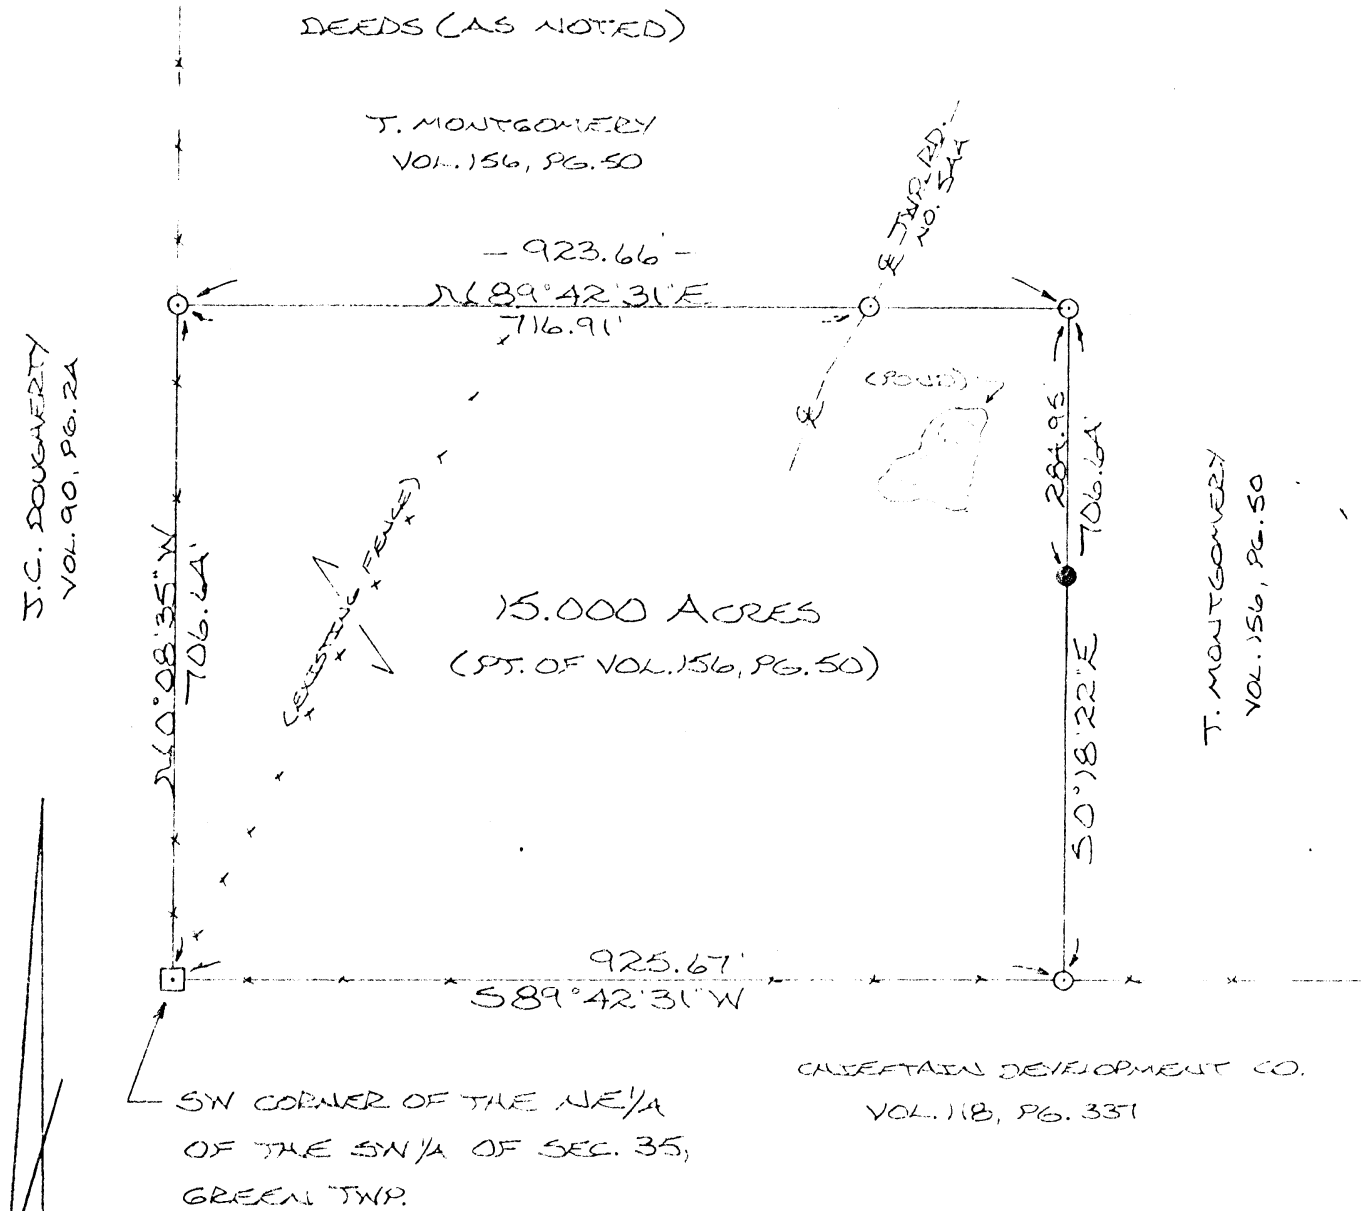 DEEDS (AS NOTED)
T. MONTGOMERY
VOL. 156, PG. 50
TWP. RD.
NO. 544
- 923.66' -
N 89°42'31" E
716.91'
(POND)
J.C. DOUGHERTY
VOL. 90, PG. 24
N 0°08'35" W
706.64'
(EXISTING FENCE)
284.95'
706.64'
15.000 ACRES
(PT. OF VOL. 156, PG. 50)
S 0°18'22" E
T. MONTGOMERY
VOL. 156, PG. 50
925.67'
S 89°42'31" W
CHIEFTAIN DEVELOPMENT CO.
VOL. 118, PG. 337
SW CORNER OF THE NE 1/4
OF THE SW 1/4 OF SEC. 35,
GREEN TWP.